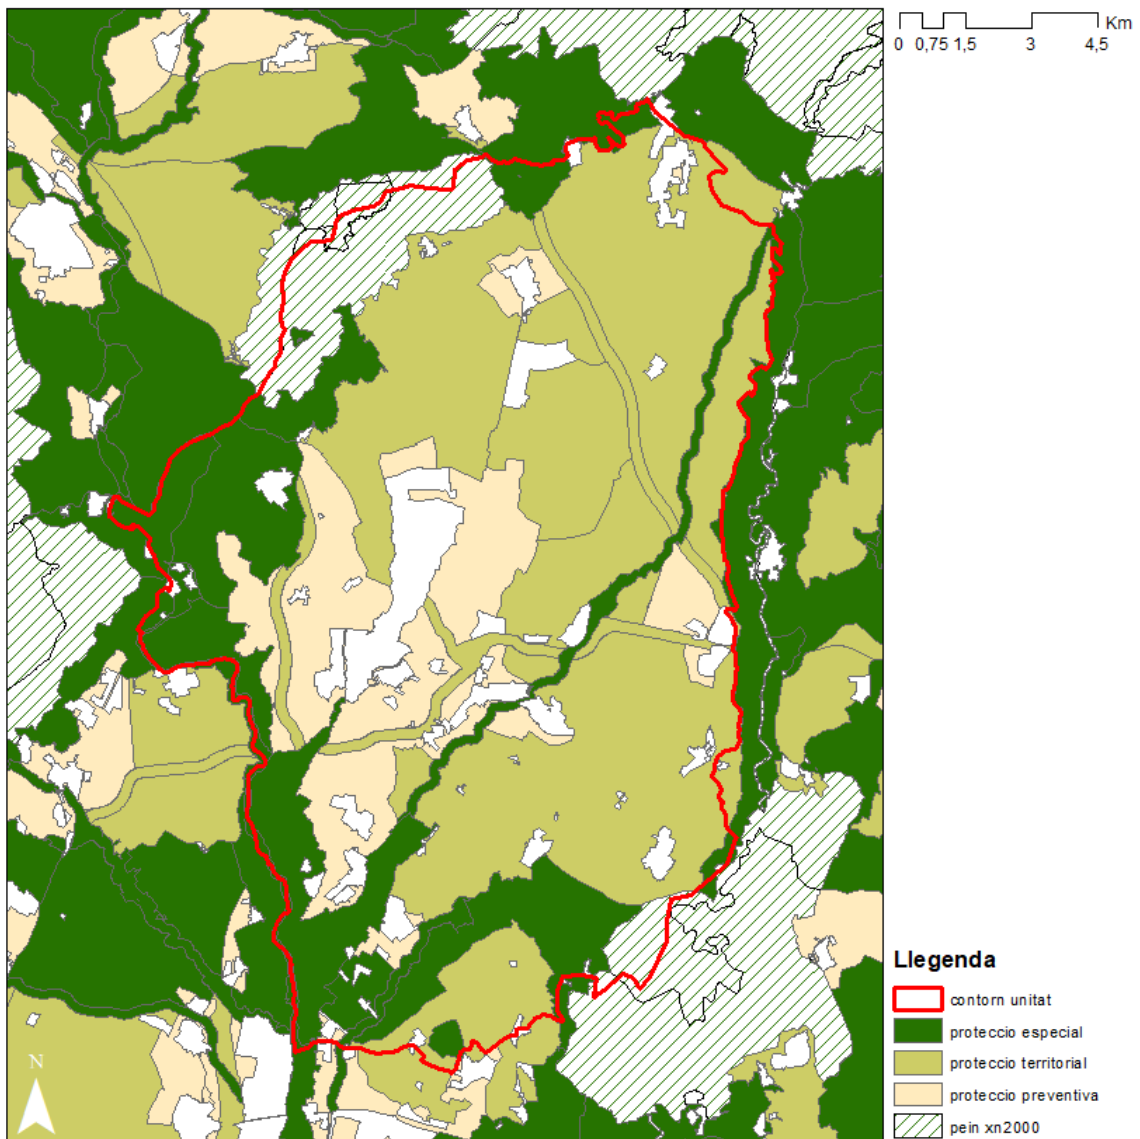 Km
0 0,75 1,5 3 4,5
Llegenda
contorn unitat
proteccio especial
proteccio territorial
proteccio preventiva
pein xn2000
N